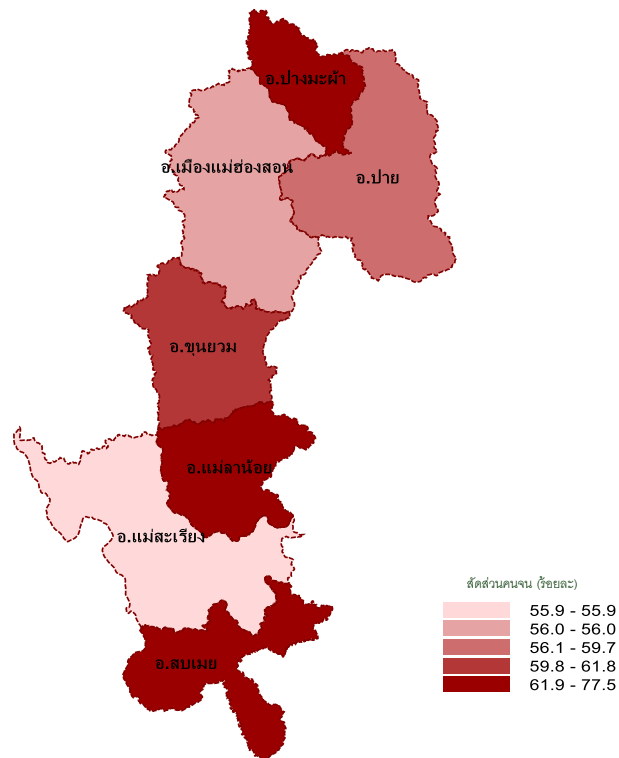 อ.ปางมะผ้า
อ.เมืองแม่ฮ่องสอน
อ.ปาย
อ.ขุนยวม
อ.แม่ลาน้อย
อ.แม่สะเรียง
อ.สบเมย
สัดส่วนคนจน (ร้อยละ)
55.9 - 55.9
56.0 - 56.0
56.1 - 59.7
59.8 - 61.8
61.9 - 77.5